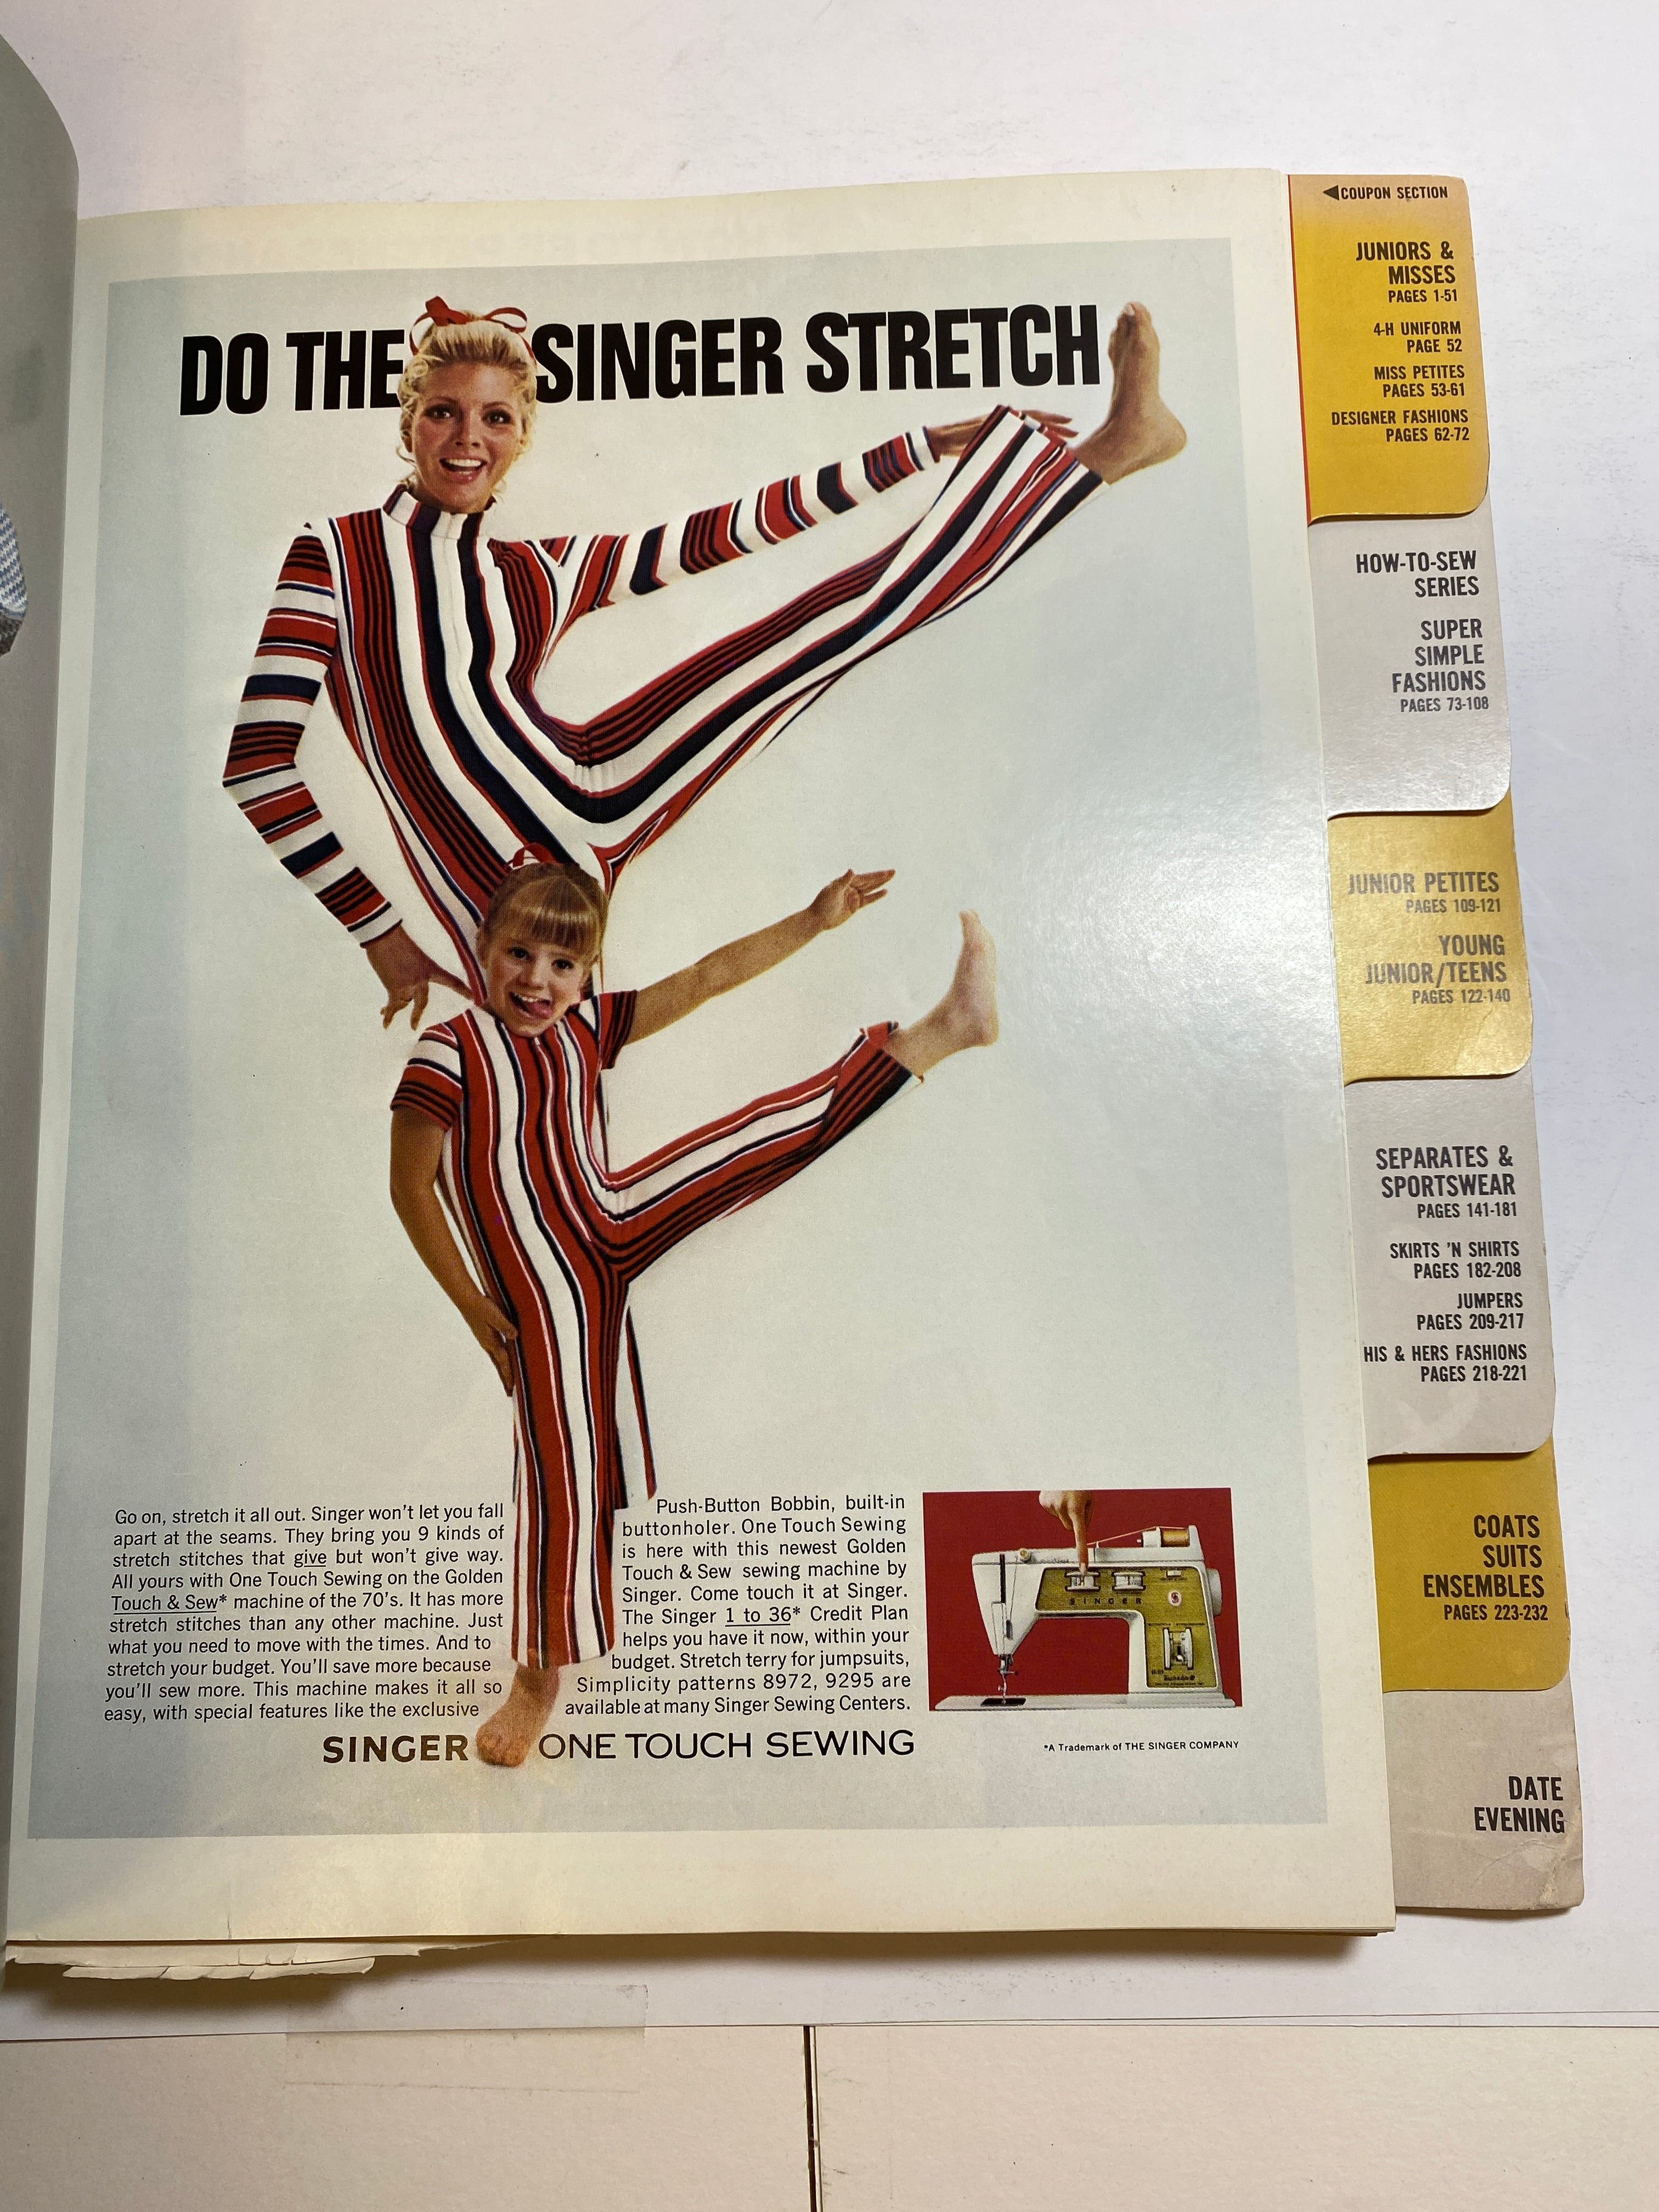 DO THE SINGER STRETCH
Go on, stretch it all out. Singer won't let you fall
apart at the seams. They bring you 9 kinds of
stretch stitches that give but won't give way.
All yours with One Touch Sewing on the Golden
Touch & Sew* machine of the 70's. It has more
stretch stitches than any other machine. Just
what you need to move with the times. And to
stretch your budget. You'll save more because
you'll sew more. This machine makes it all so
easy, with special features like the exclusive
Push-Button Bobbin, built-in
buttonholer. One Touch Sewing
is here with this newest Golden
Touch & Sew sewing machine by
Singer. Come touch it at Singer.
The Singer 1 to 36* Credit Plan
helps you have it now, within your
budget. Stretch terry for jumpsuits,
Simplicity patterns 8972, 9295 are
available at many Singer Sewing Centers.
SINGER
SINGER ONE TOUCH SEWING
*A Trademark of THE SINGER COMPANY
◀COUPON SECTION
JUNIORS &
MISSES
PAGES 1-51
4-H UNIFORM
PAGE 52
MISS PETITES
PAGES 53-61
DESIGNER FASHIONS
PAGES 62-72
HOW-TO-SEW
SERIES
SUPER
SIMPLE
FASHIONS
PAGES 73-108
JUNIOR PETITES
PAGES 109-121
YOUNG
JUNIOR/TEENS
PAGES 122-140
SEPARATES &
SPORTSWEAR
PAGES 141-181
SKIRTS 'N SHIRTS
PAGES 182-208
JUMPERS
PAGES 209-217
HIS & HERS FASHIONS
PAGES 218-221
COATS
SUITS
ENSEMBLES
PAGES 223-232
DATE
EVENING